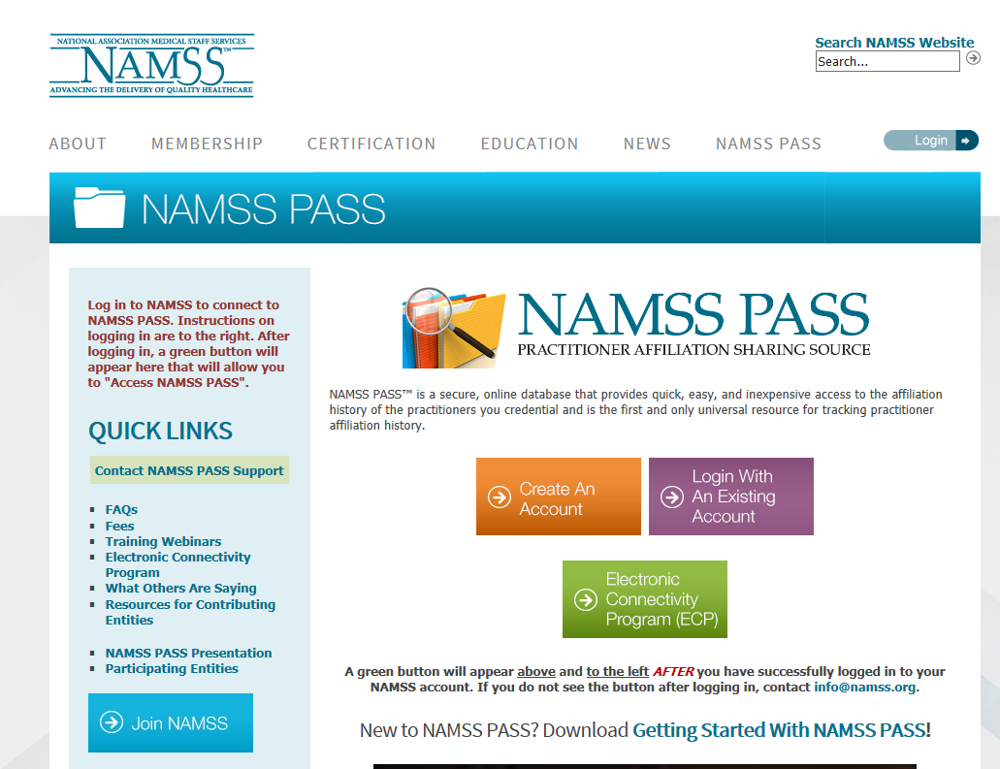 NATIONAL ASSOCIATION MEDICAL STAFF SERVICES
NAMSS™
ADVANCING THE DELIVERY OF QUALITY HEALTHCARE
Search NAMSS Website
Search...
ABOUT MEMBERSHIP CERTIFICATION EDUCATION NEWS NAMSS PASS Login
NAMSS PASS
Log in to NAMSS to connect to
NAMSS PASS. Instructions on
logging in are to the right. After
logging in, a green button will
appear here that will allow you
to "Access NAMSS PASS".
QUICK LINKS
Contact NAMSS PASS Support
FAQs
Fees
Training Webinars
Electronic Connectivity
Program
What Others Are Saying
Resources for Contributing
Entities
NAMSS PASS Presentation
Participating Entities
Join NAMSS
NAMSS PASS
PRACTITIONER AFFILIATION SHARING SOURCE
NAMSS PASS™ is a secure, online database that provides quick, easy, and inexpensive access to the affiliation
history of the practitioners you credential and is the first and only universal resource for tracking practitioner
affiliation history.
Create An
Account
Login With
An Existing
Account
Electronic
Connectivity
Program (ECP)
A green button will appear above and to the left AFTER you have successfully logged in to your
NAMSS account. If you do not see the button after logging in, contact info@namss.org.
New to NAMSS PASS? Download Getting Started With NAMSS PASS!